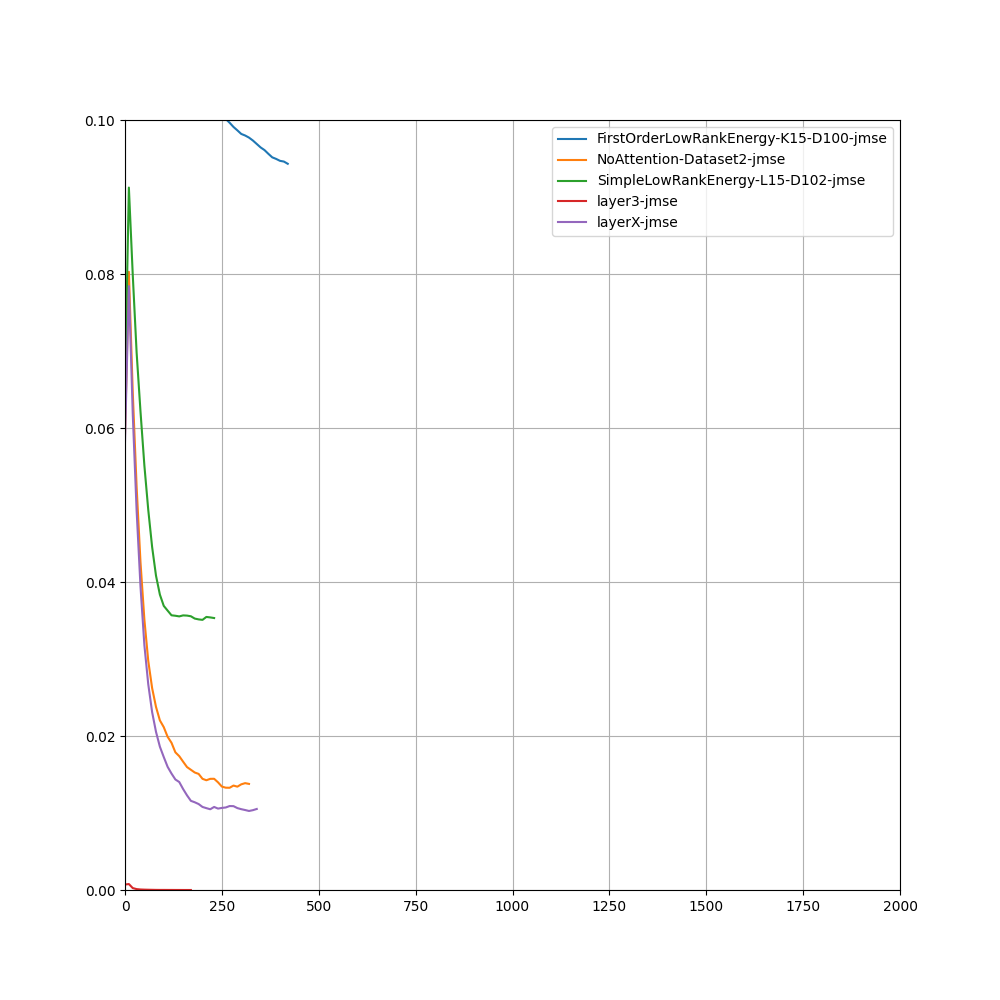 0.10
0.08
0.06
0.04
0.02
0.00
0 250 500 750 1000 1250 1500 1750 2000
FirstOrderLowRankEnergy-K15-D100-jmse
NoAttention-Dataset2-jmse
SimpleLowRankEnergy-L15-D102-jmse
layer3-jmse
layerX-jmse